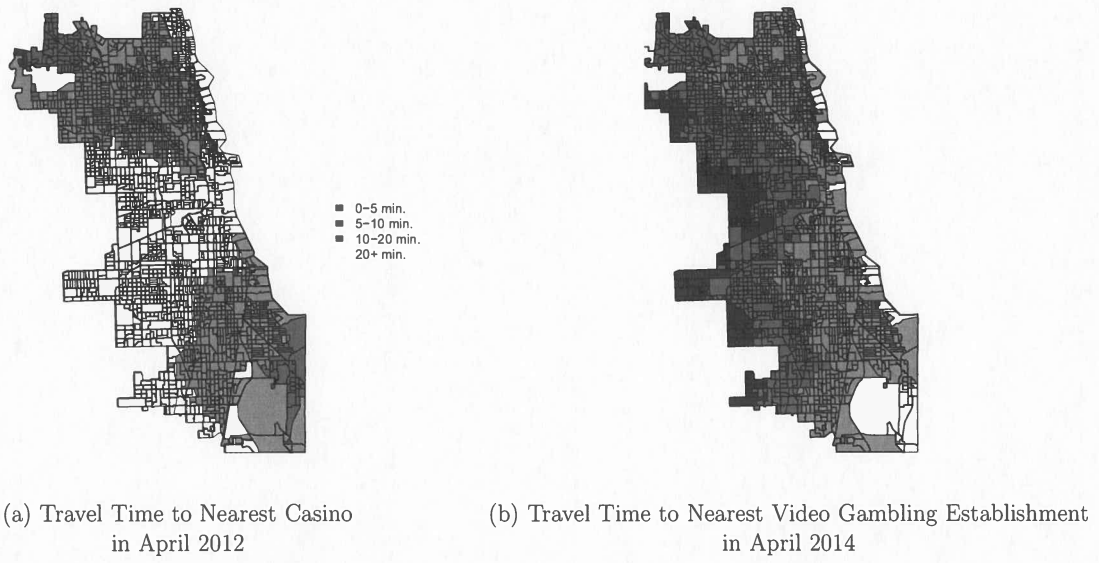 0-5 min.
5-10 min.
10-20 min.
20+ min.
(a) Travel Time to Nearest Casino
in April 2012
(b) Travel Time to Nearest Video Gambling Establishment
in April 2014